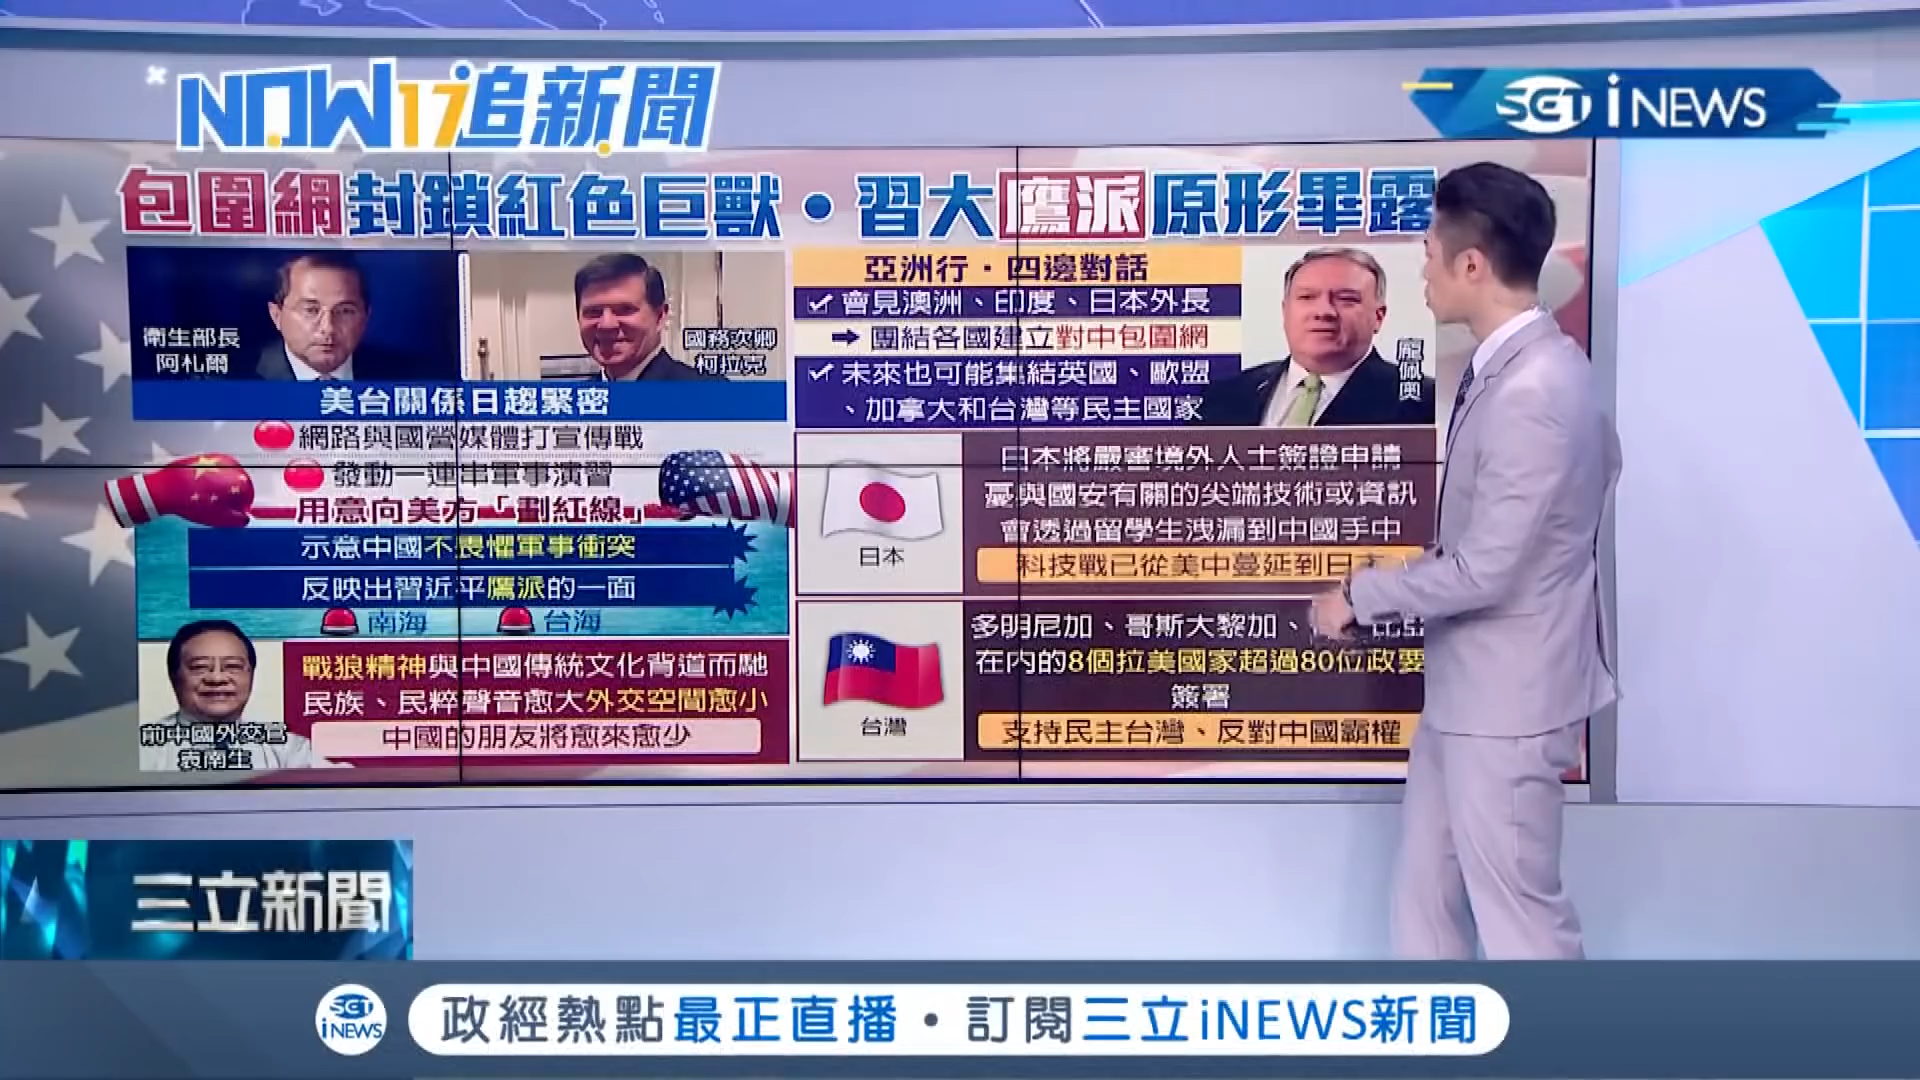 NOW17追新聞
SET iNEWS
包圍網封鎖紅色巨獸・習大鷹派原形畢露
衛生部長
阿札爾
國務次卿
柯拉克
美台關係日趨緊密
網路與國營媒體打宣傳戰
發動一連串軍事演習
用意向美方「劃紅線」
示意中國不畏懼軍事衝突
反映出習近平鷹派的一面
南海 台海
前中國外交官
袁南生
戰狼精神與中國傳統文化背道而馳
民族、民粹聲音愈大外交空間愈小
中國的朋友將愈來愈少
亞洲行・四邊對話
會見澳洲、印度、日本外長
團結各國建立對中包圍網
未來也可能集結英國、歐盟
、加拿大和台灣等民主國家
龐佩奧
日本
日本將嚴審境外人士簽證申請
憂與國安有關的尖端技術或資訊
會透過留學生洩漏到中國手中
科技戰已從美中蔓延到日
台灣
多明尼加、哥斯大黎加、比亞
在內的8個拉美國家超過80位政要
簽署
支持民主台灣、反對中國霸權
三立新聞
SET iNEWS
政經熱點最正直播・訂閱三立iNEWS新聞